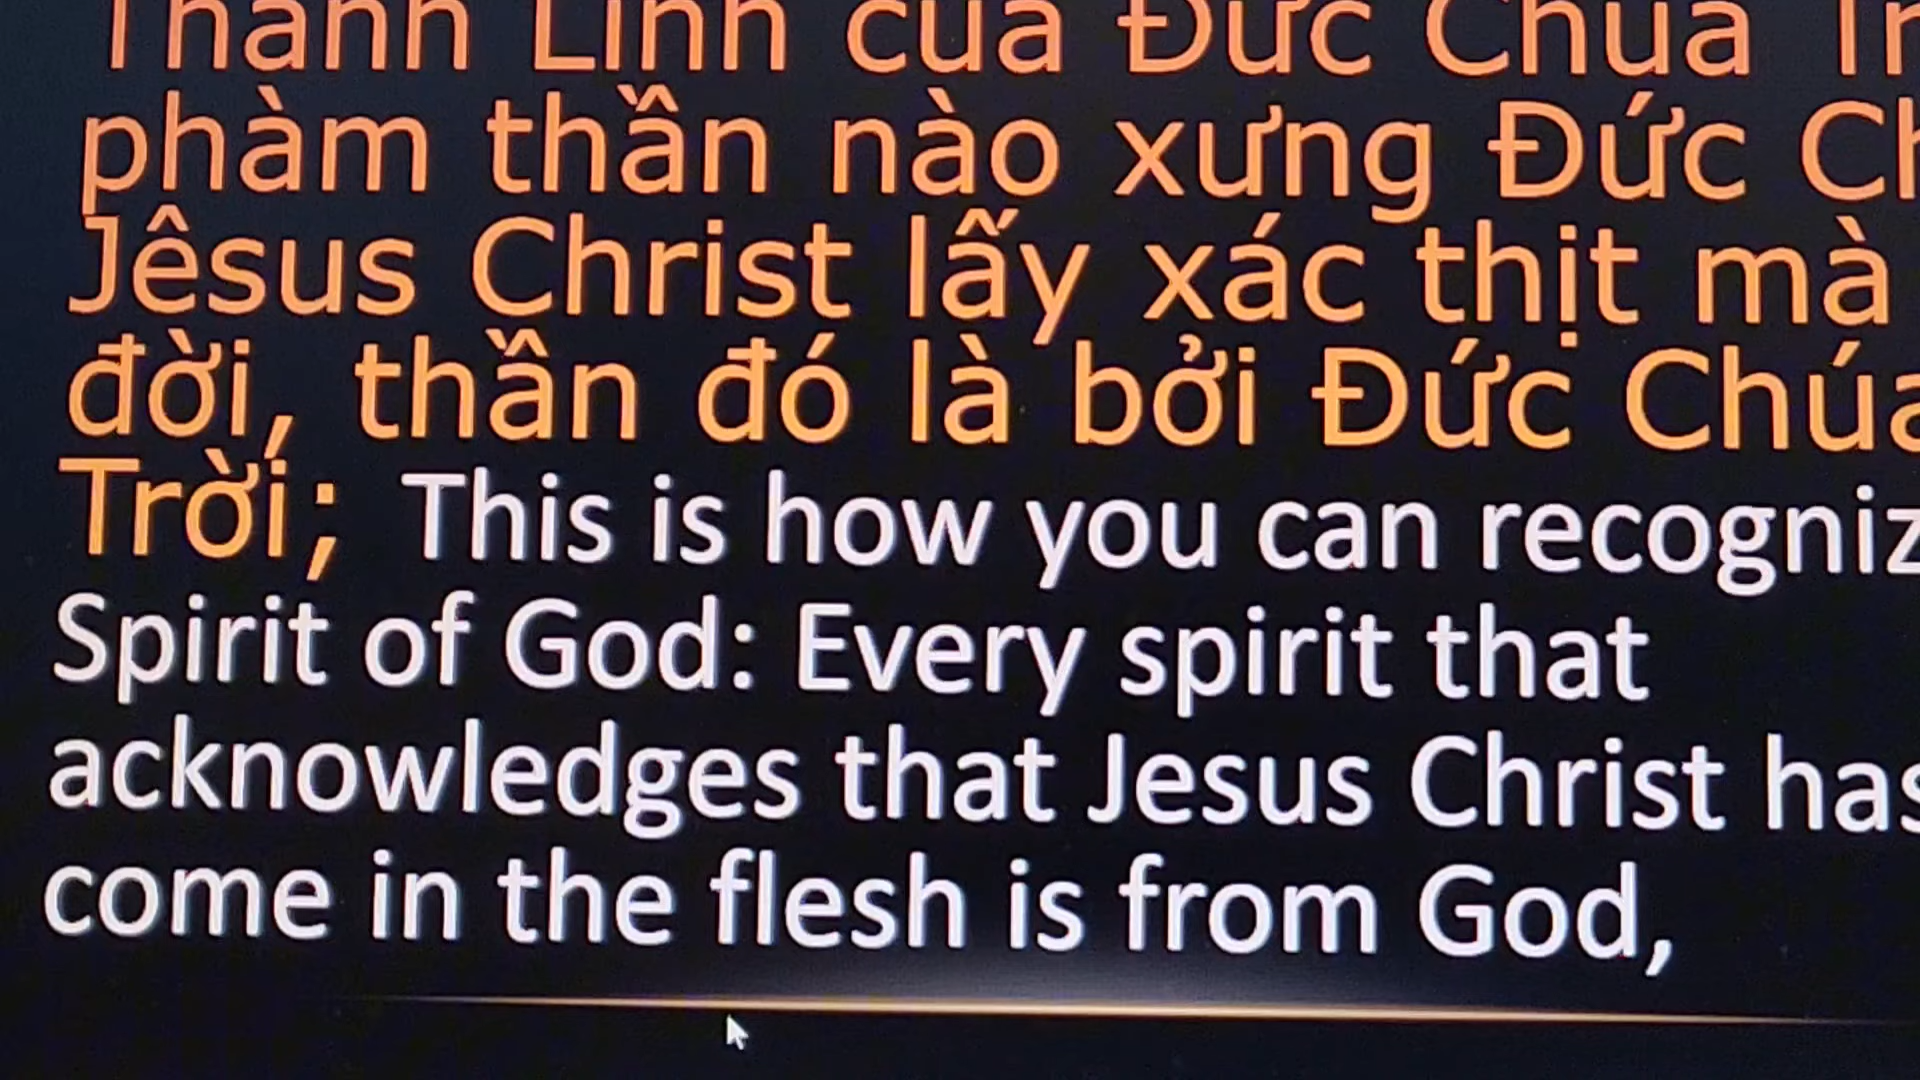 Thánh Linh của Đức Chúa
phàm thần nào xưng Đức
Jêsus Christ lấy xác thịt mà
đời, thần đó là bởi Đức Chúa
Trời; This is how you can
Spirit of God: Every spirit that
acknowledges that Jesus Christ has
come in the flesh is from God,